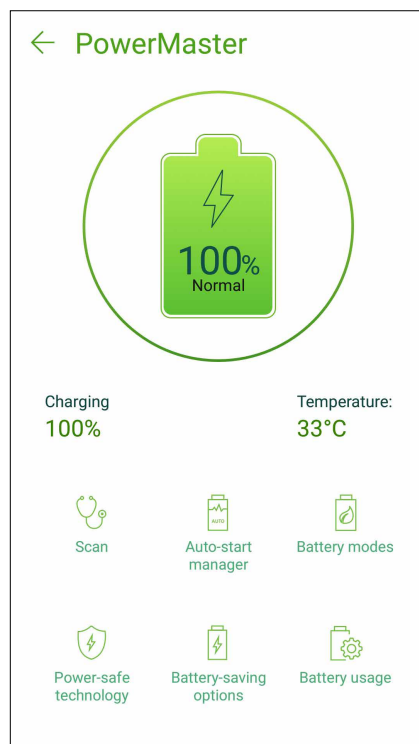 PowerMaster
100%
Normal
Charging
Temperature:
100%
33°C
AUTO
Scan
Auto-start
manager
Battery modes
Power-safe
technology
Battery-saving
options
Battery usage